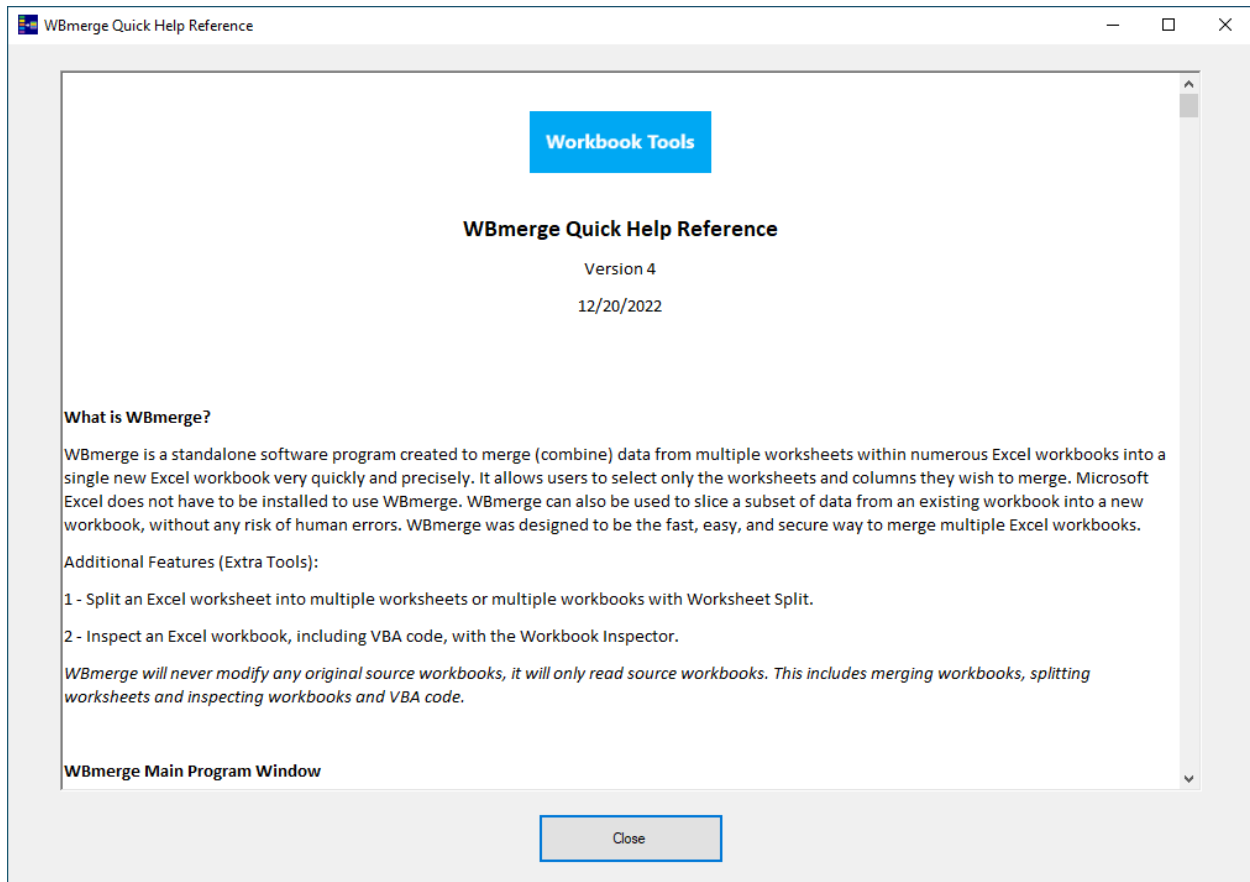 WBmerge Quick Help Reference
Workbook Tools
WBmerge Quick Help Reference
Version 4
12/20/2022
What is WBmerge?
WBmerge is a standalone software program created to merge (combine) data from multiple worksheets within numerous Excel workbooks into a
single new Excel workbook very quickly and precisely. It allows users to select only the worksheets and columns they wish to merge. Microsoft
Excel does not have to be installed to use WBmerge. WBmerge can also be used to slice a subset of data from an existing workbook into a new
workbook, without any risk of human errors. WBmerge was designed to be the fast, easy, and secure way to merge multiple Excel workbooks.
Additional Features (Extra Tools):
1 - Split an Excel worksheet into multiple worksheets or multiple workbooks with Worksheet Split.
2 - Inspect an Excel workbook, including VBA code, with the Workbook Inspector.
WBmerge will never modify any original source workbooks, it will only read source workbooks. This includes merging workbooks, splitting
worksheets and inspecting workbooks and VBA code.
WBmerge Main Program Window
Close